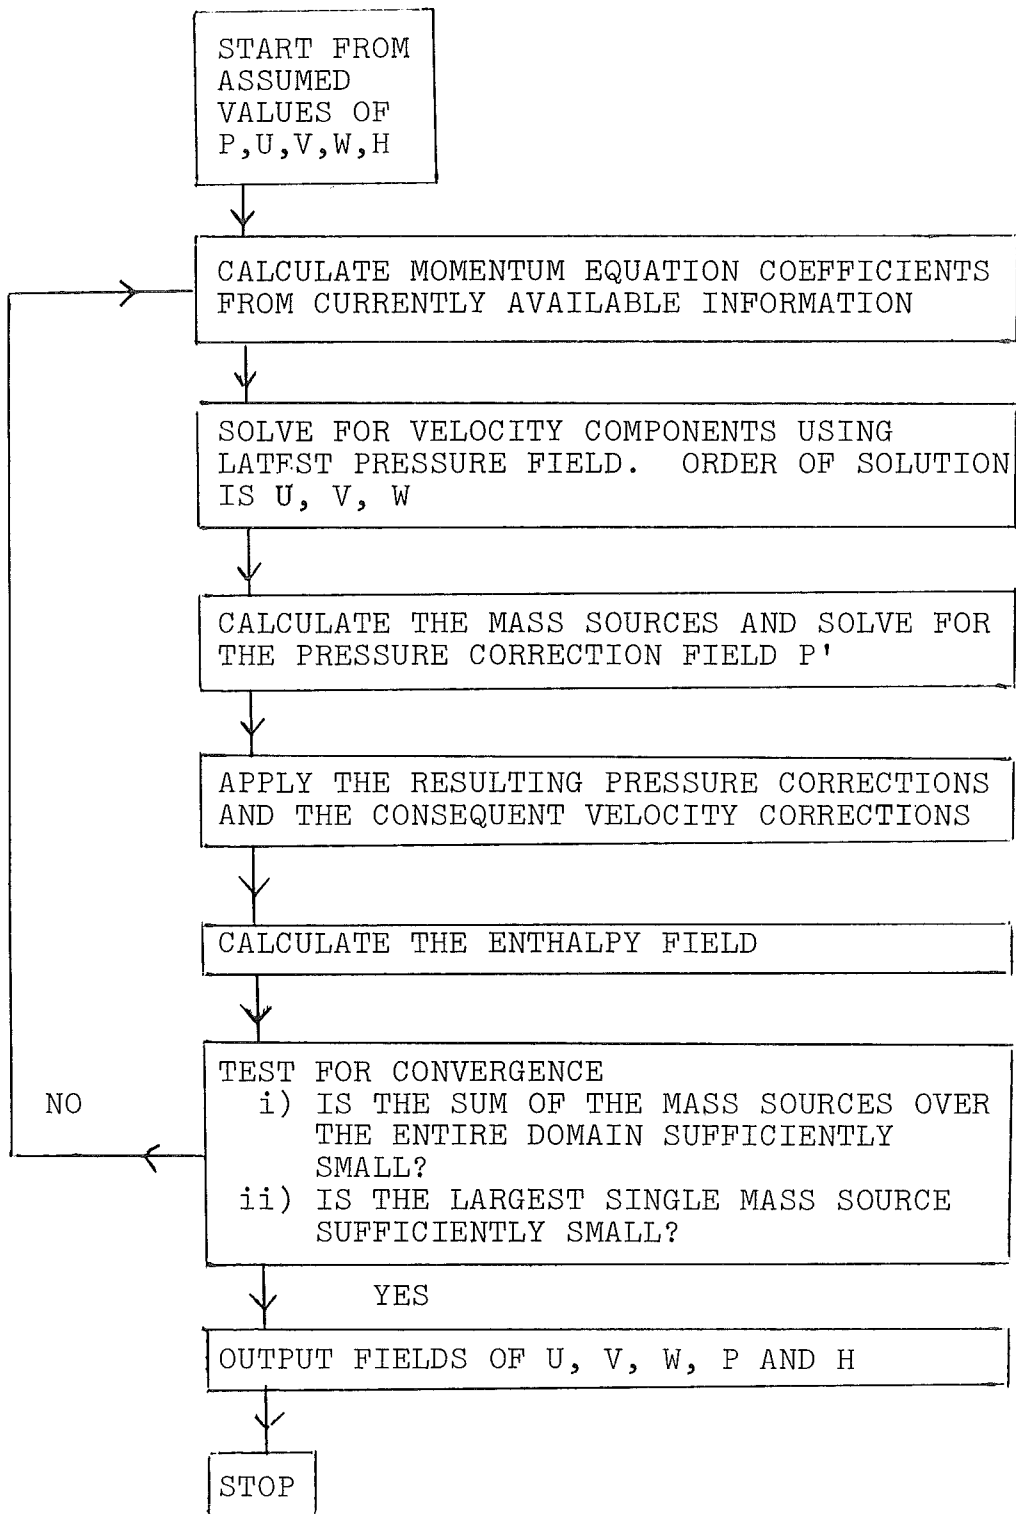 START FROM
ASSUMED
VALUES OF
P,U,V,W,H
CALCULATE MOMENTUM EQUATION COEFFICIENTS
FROM CURRENTLY AVAILABLE INFORMATION
SOLVE FOR VELOCITY COMPONENTS USING
LATEST PRESSURE FIELD. ORDER OF SOLUTION
IS U, V, W
CALCULATE THE MASS SOURCES AND SOLVE FOR
THE PRESSURE CORRECTION FIELD P'
APPLY THE RESULTING PRESSURE CORRECTIONS
AND THE CONSEQUENT VELOCITY CORRECTIONS
CALCULATE THE ENTHALPY FIELD
TEST FOR CONVERGENCE
i) IS THE SUM OF THE MASS SOURCES OVER
THE ENTIRE DOMAIN SUFFICIENTLY
SMALL?
ii) IS THE LARGEST SINGLE MASS SOURCE
SUFFICIENTLY SMALL?
NO
YES
OUTPUT FIELDS OF U, V, W, P AND H
STOP